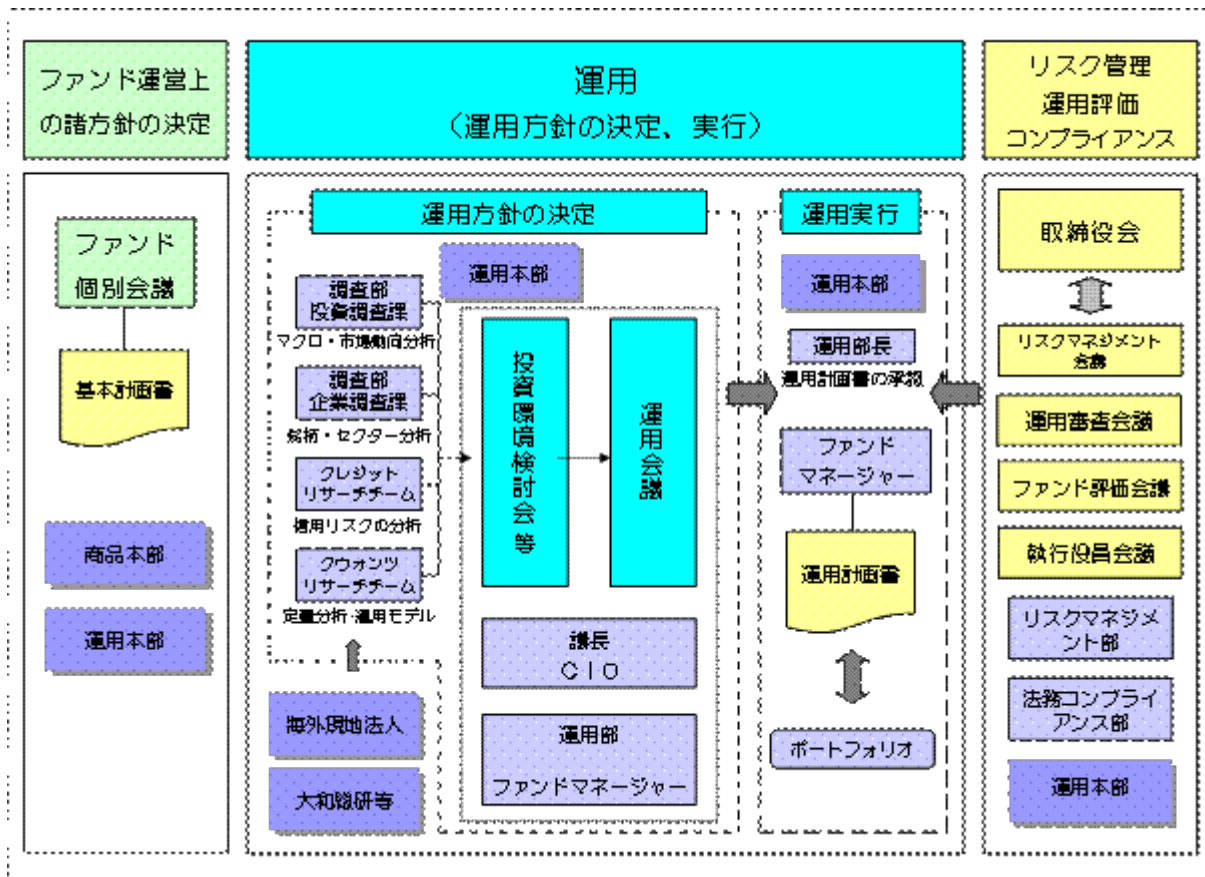 ファンド運営上
の諸方針の決定
運用
（運用方針の決定、実行）
リスク管理
運用評価
コンプライアンス
ファンド
個別会議
基本計画書
商品本部
運用本部
運用方針の決定
運用本部
調査部
投資調査課
マクロ・市場動向分析
調査部
企業調査課
銘柄・セクター分析
クレジット
リサーチチーム
信用リスクの分析
クウォンツ
リサーチチーム
定量分析・運用モデル
海外現地法人
大和総研等
投資環境検討会等
運用会議
議長
ＣＩＯ
運用部
ファンドマネージャー
運用実行
運用本部
運用部長
運用計画書の承認
ファンド
マネージャー
運用計画書
ポートフォリオ
取締役会
リスクマネジメント
会議
運用審査会議
ファンド評価会議
執行役員会議
リスクマネジメ
ント部
法務コンプライ
アンス部
運用本部